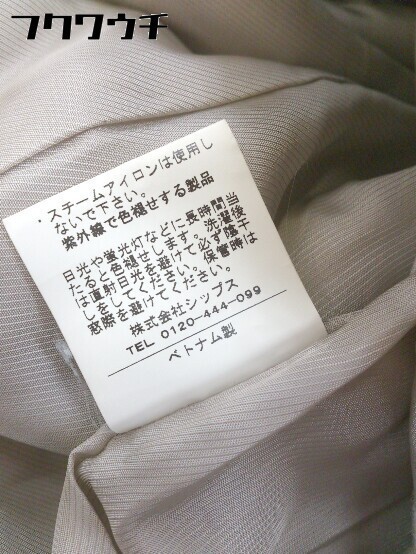 フクワウチ
・スチームアイロンは使用し
ないで下さい。
紫外線で色褪せする製品
日光や蛍光灯などに長時間当
たると色褪せします。洗濯後
は直射日光を避けて必ず陰干
しをしてください。保管時は
窓際を避けてください。
株式会社シップス
TEL 0120-444-099
ベトナム製